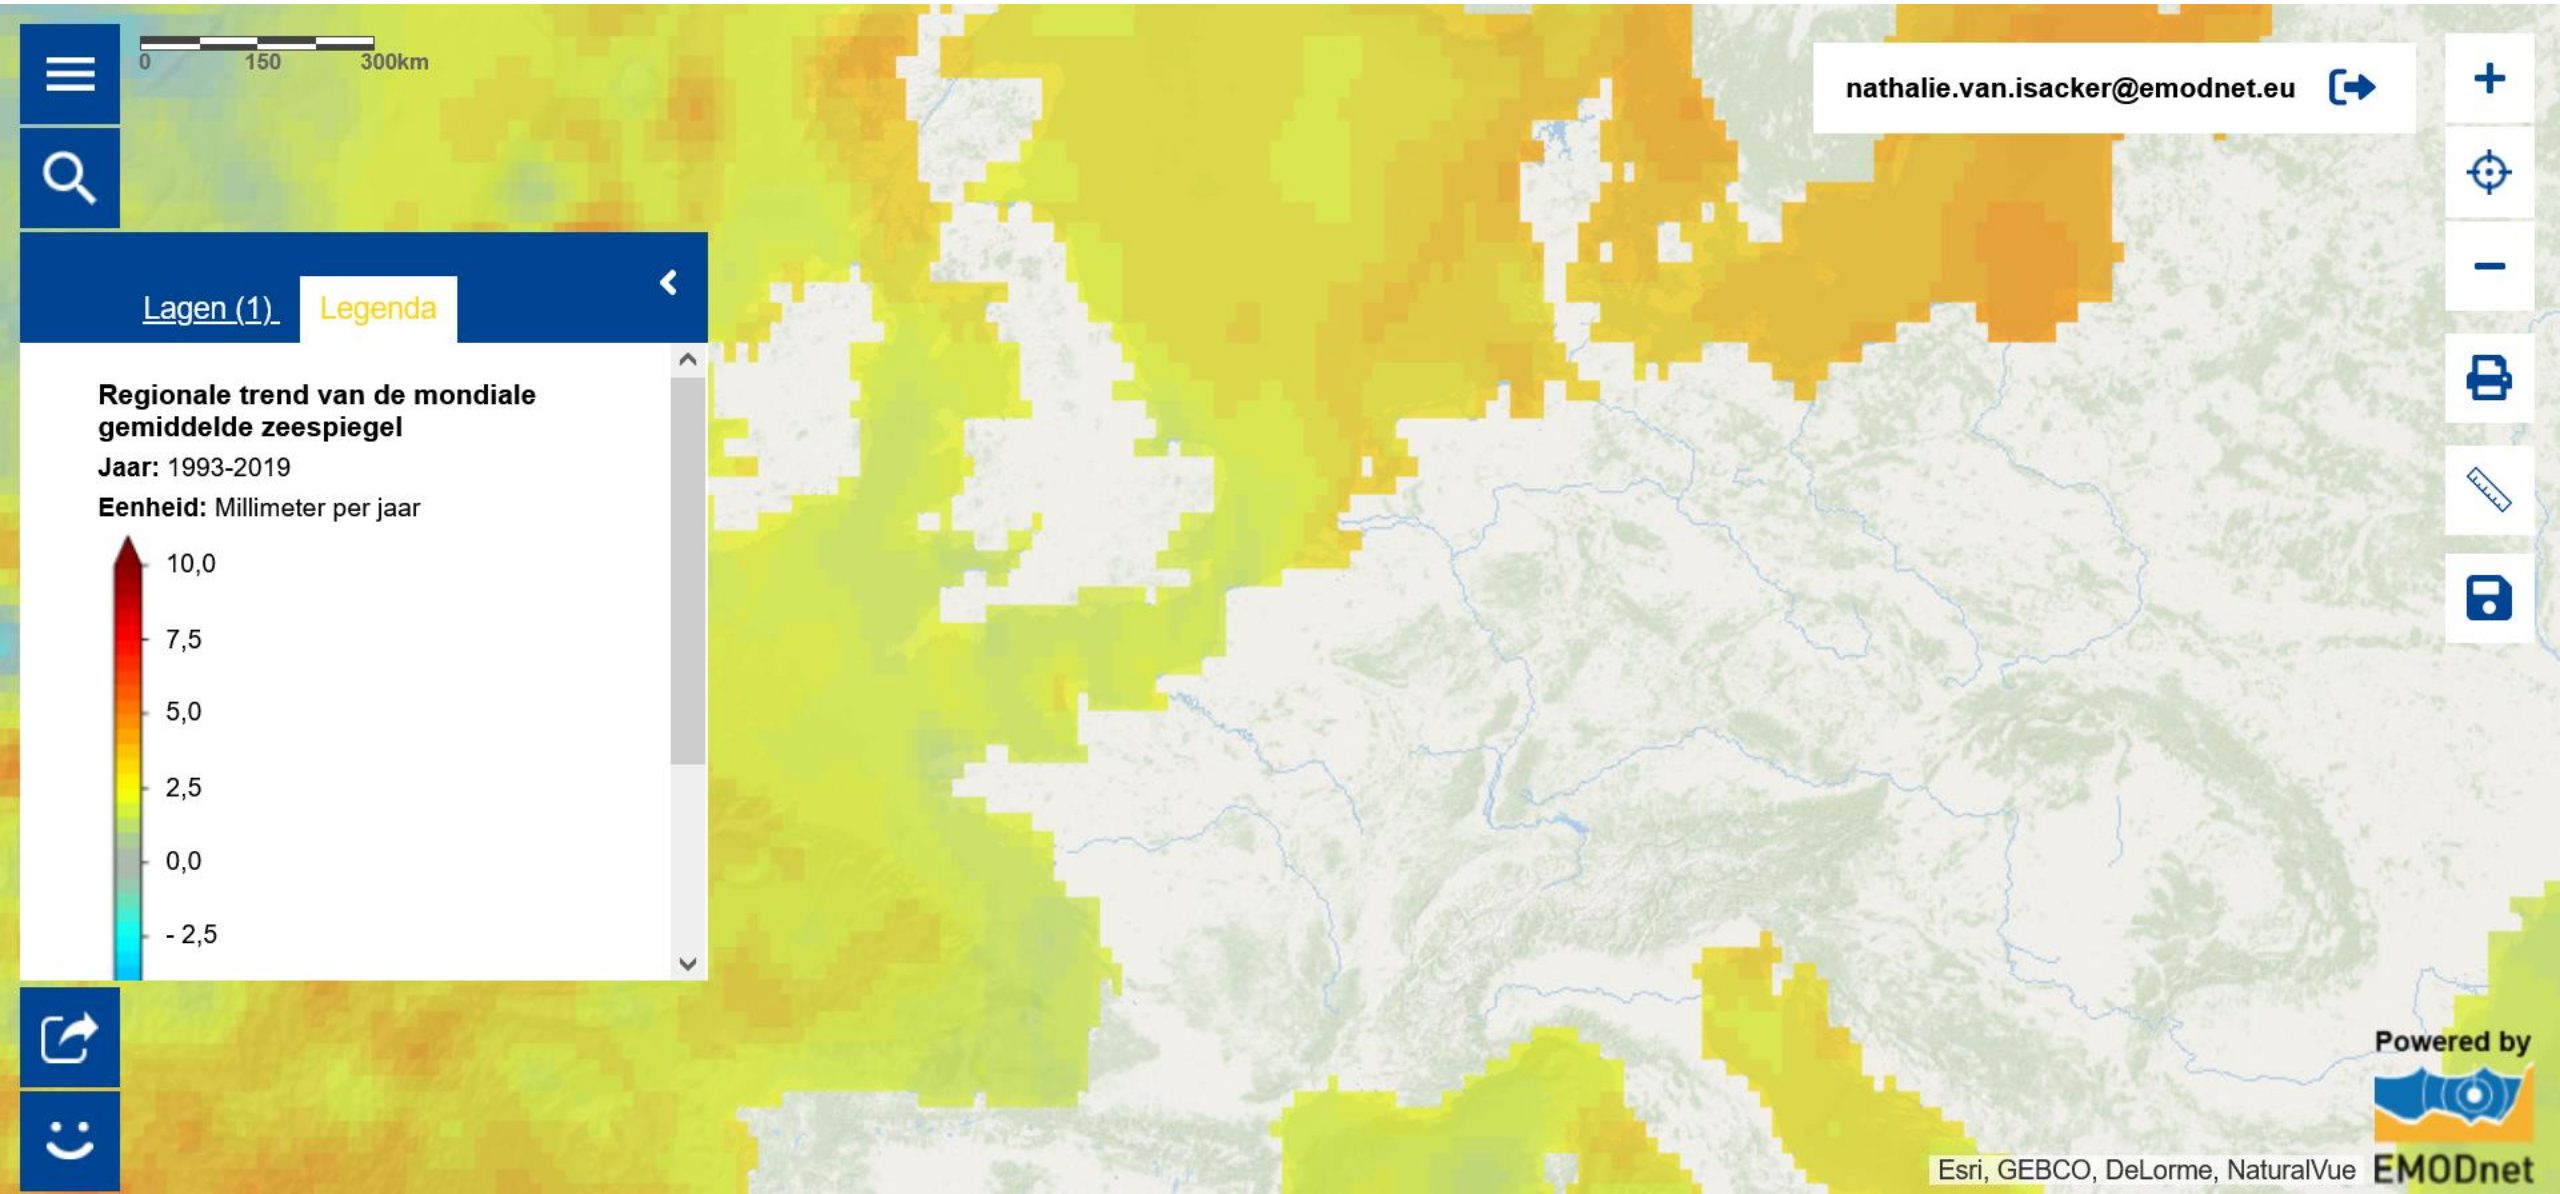 0 150 300km
nathalie.van.isacker@emodnet.eu
Lagen (1) Legenda
Regionale trend van de mondiale
gemiddelde zeespiegel
Jaar: 1993-2019
Eenheid: Millimeter per jaar
10,0
7,5
5,0
2,5
0,0
- 2,5
Powered by
EMODnet
Esri, GEBCO, DeLorme, NaturalVue